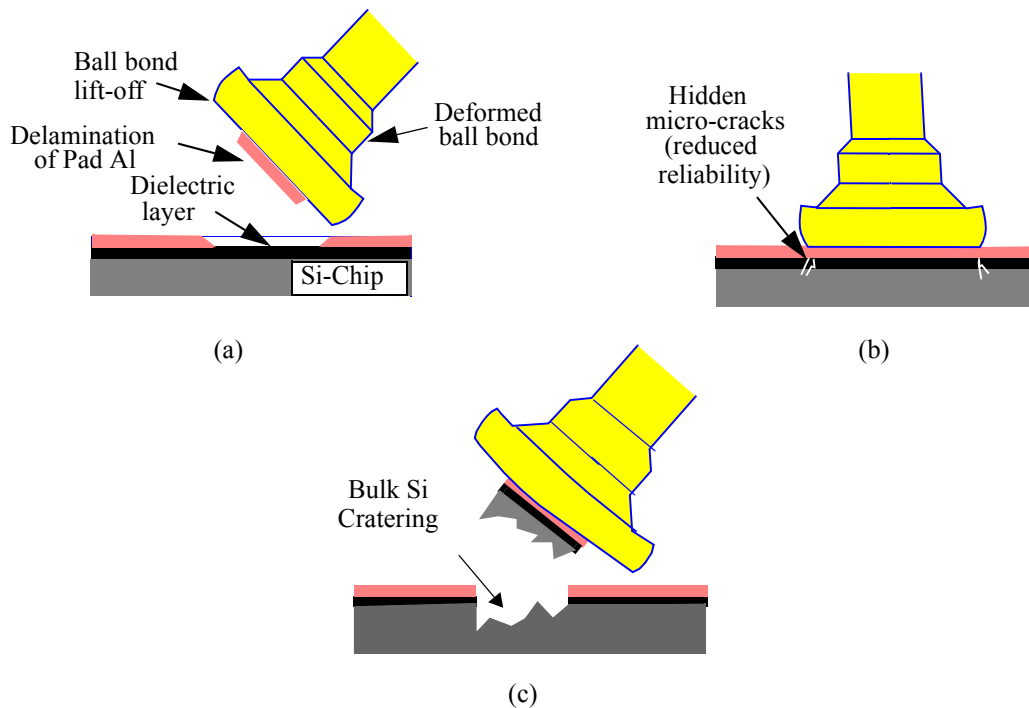 Ball bond
lift-off
Delamination
of Pad Al
Dielectric
layer
Deformed
ball bond
Si-Chip
(a)
Hidden
micro-cracks
(reduced
reliability)
(b)
Bulk Si
Cratering
(c)